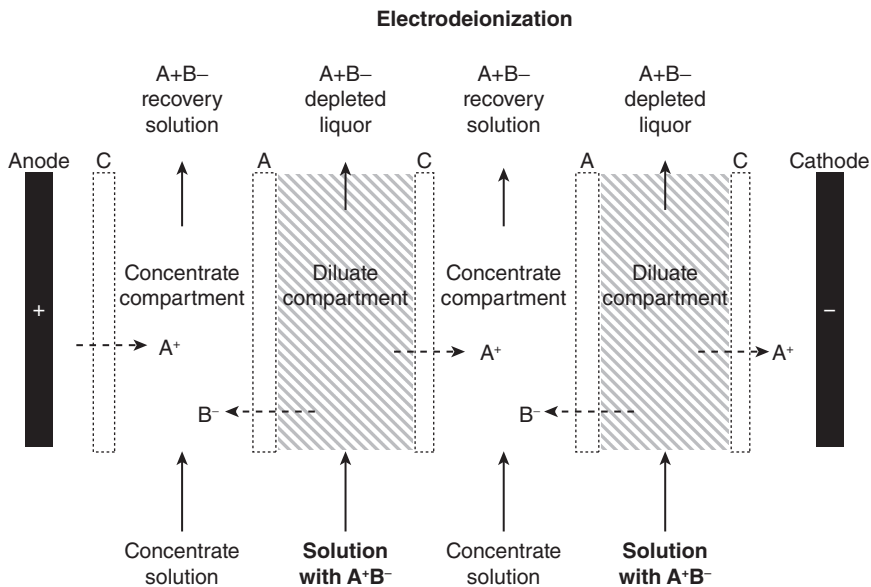 Electrodeionization
A+B–
recovery
solution
A+B–
depleted
liquor
A+B–
recovery
solution
A+B–
depleted
liquor
Anode
C
A
C
A
C
Cathode
Concentrate
compartment
Diluate
compartment
Concentrate
compartment
Diluate
compartment
+
–
A⁺
A⁺
A⁺
B⁻
B⁻
Concentrate
solution
Solution
with A⁺B⁻
Concentrate
solution
Solution
with A⁺B⁻